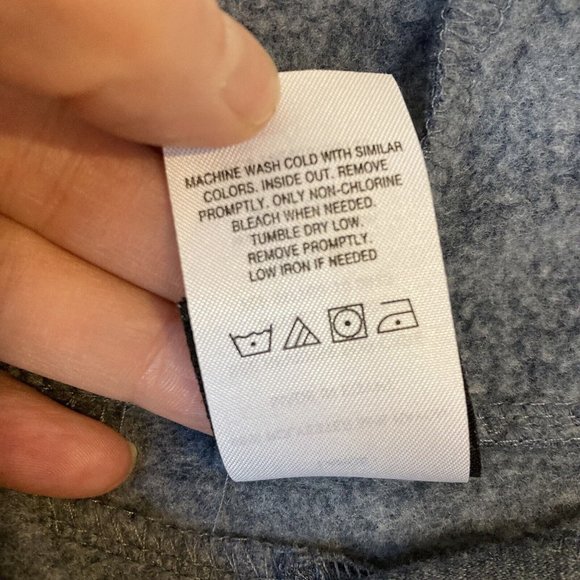 MACHINE WASH COLD WITH SIMILAR
COLORS. INSIDE OUT. REMOVE
PROMPTLY. ONLY NON-CHLORINE
BLEACH WHEN NEEDED.
TUMBLE DRY LOW.
REMOVE PROMPTLY.
LOW IRON IF NEEDED